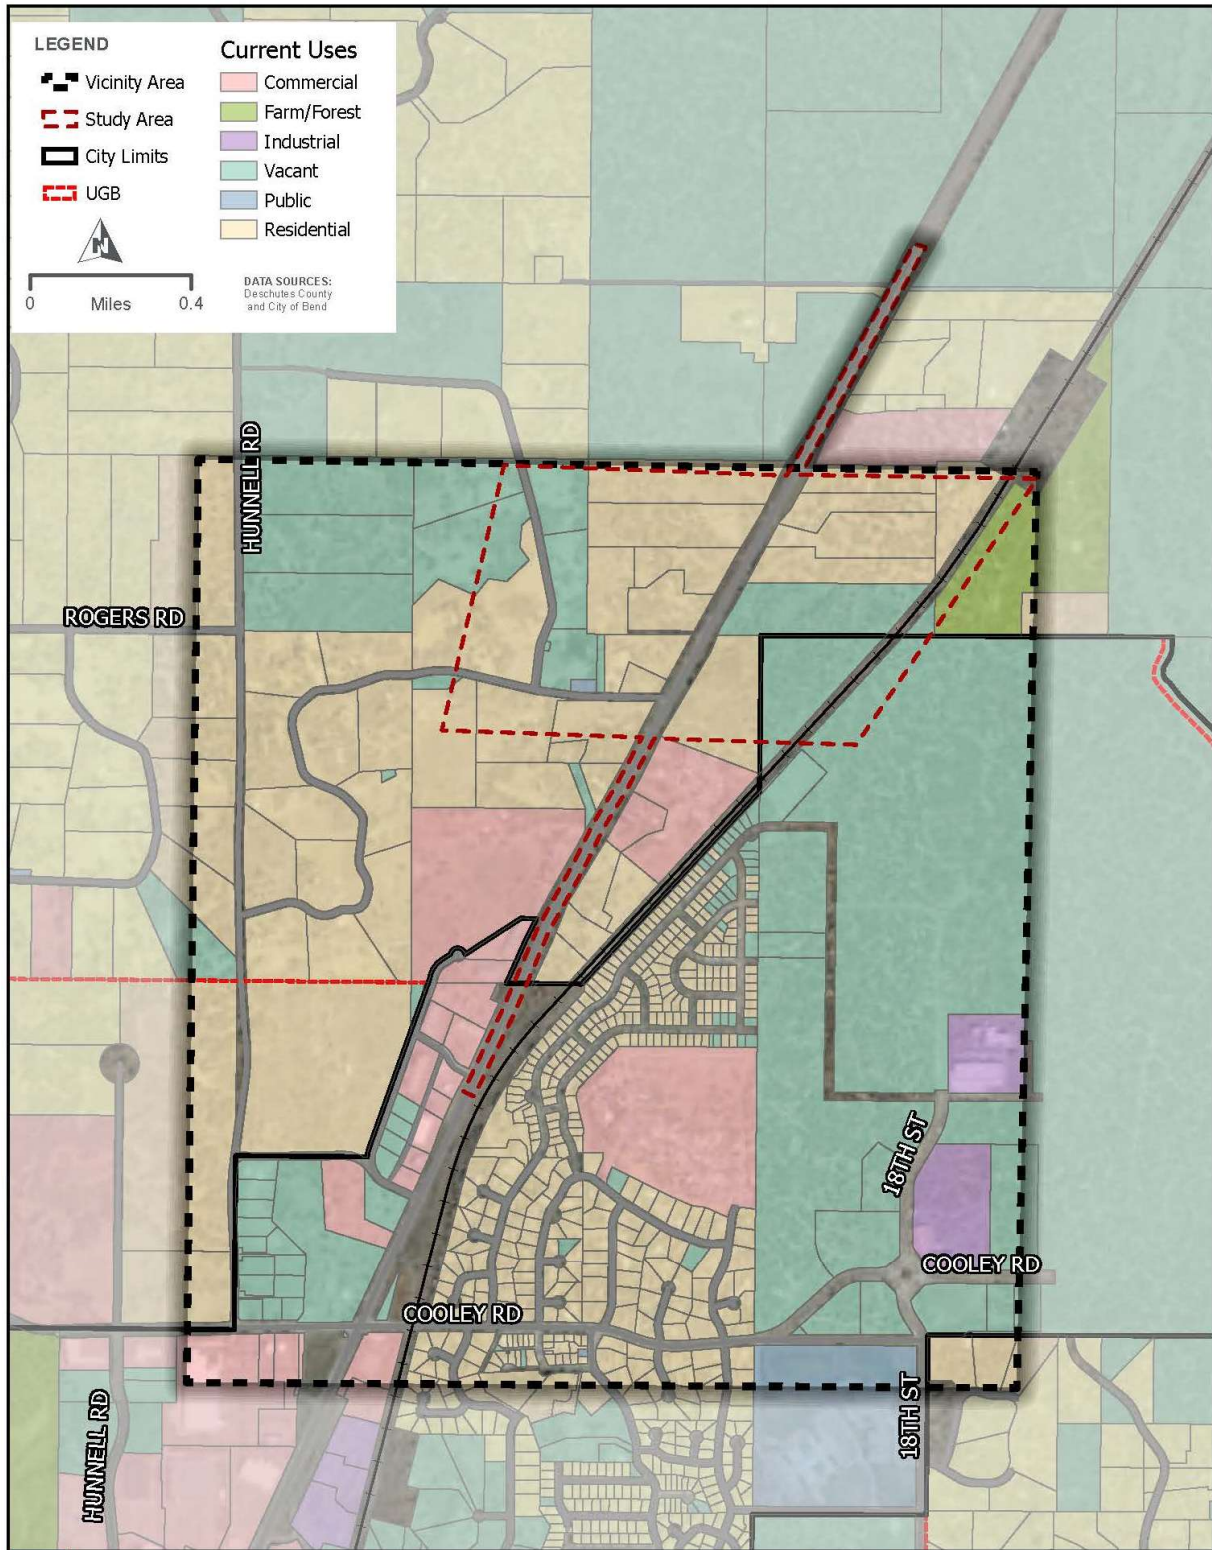 LEGEND
Vicinity Area
Study Area
City Limits
UGB
N
0 Miles 0.4
Current Uses
Commercial
Farm/Forest
Industrial
Vacant
Public
Residential
DATA SOURCES:
Deschutes County
and City of Bend
HUNNELL RD
ROGERS RD
18TH ST
COOLEY RD
COOLEY RD
HUNNELL RD
18TH ST